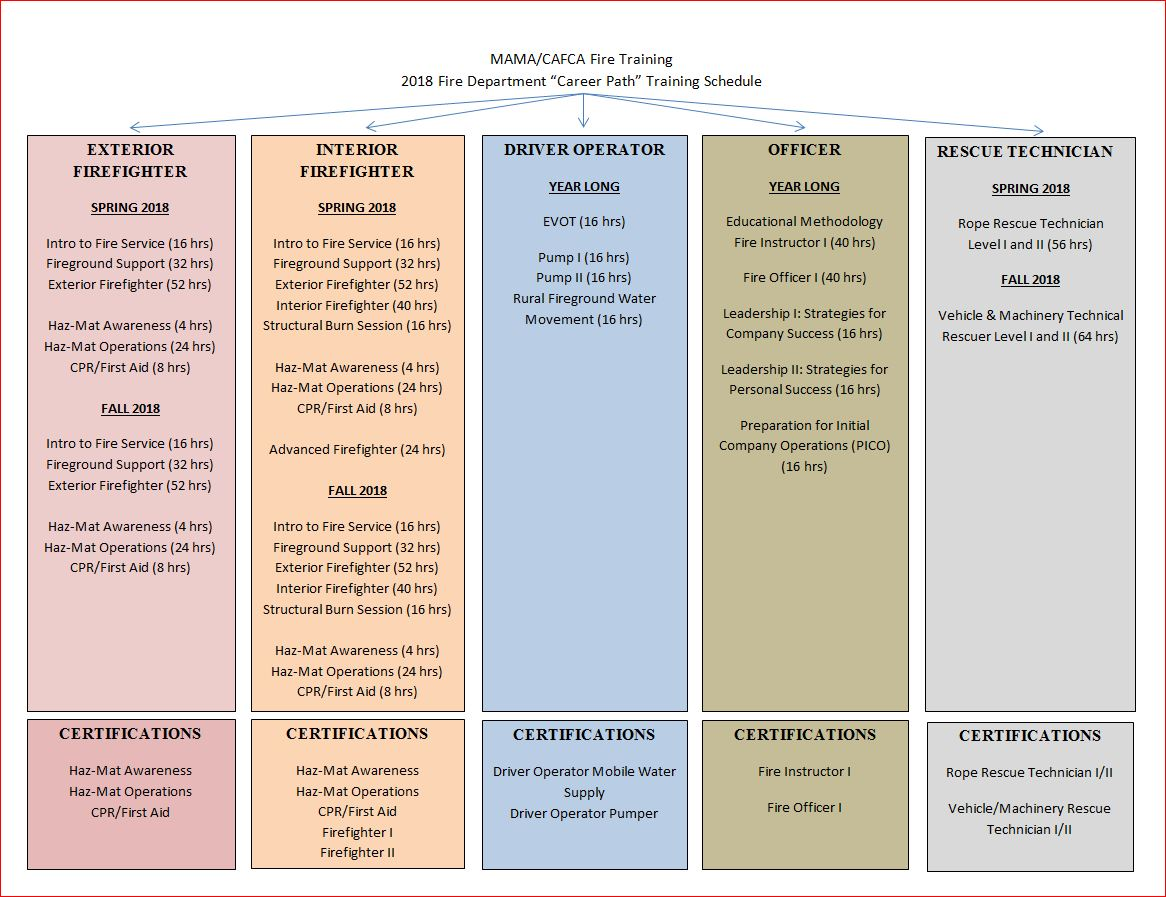 MAMA/CAFCA Fire Training
2018 Fire Department “Career Path” Training Schedule
EXTERIOR
FIREFIGHTER
SPRING 2018
Intro to Fire Service (16 hrs)
Fireground Support (32 hrs)
Exterior Firefighter (52 hrs)
Haz-Mat Awareness (4 hrs)
Haz-Mat Operations (24 hrs)
CPR/First Aid (8 hrs)
FALL 2018
Intro to Fire Service (16 hrs)
Fireground Support (32 hrs)
Exterior Firefighter (52 hrs)
Haz-Mat Awareness (4 hrs)
Haz-Mat Operations (24 hrs)
CPR/First Aid (8 hrs)
CERTIFICATIONS
Haz-Mat Awareness
Haz-Mat Operations
CPR/First Aid
INTERIOR
FIREFIGHTER
SPRING 2018
Intro to Fire Service (16 hrs)
Fireground Support (32 hrs)
Exterior Firefighter (52 hrs)
Interior Firefighter (40 hrs)
Structural Burn Session (16 hrs)
Haz-Mat Awareness (4 hrs)
Haz-Mat Operations (24 hrs)
CPR/First Aid (8 hrs)
Advanced Firefighter (24 hrs)
FALL 2018
Intro to Fire Service (16 hrs)
Fireground Support (32 hrs)
Exterior Firefighter (52 hrs)
Interior Firefighter (40 hrs)
Structural Burn Session (16 hrs)
Haz-Mat Awareness (4 hrs)
Haz-Mat Operations (24 hrs)
CPR/First Aid (8 hrs)
CERTIFICATIONS
Haz-Mat Awareness
Haz-Mat Operations
CPR/First Aid
Firefighter I
Firefighter II
DRIVER OPERATOR
YEAR LONG
EVOT (16 hrs)
Pump I (16 hrs)
Pump II (16 hrs)
Rural Fireground Water
Movement (16 hrs)
CERTIFICATIONS
Driver Operator Mobile Water
Supply
Driver Operator Pumper
OFFICER
YEAR LONG
Educational Methodology
Fire Instructor I (40 hrs)
Fire Officer I (40 hrs)
Leadership I: Strategies for
Company Success (16 hrs)
Leadership II: Strategies for
Personal Success (16 hrs)
Preparation for Initial
Company Operations (PICO)
(16 hrs)
CERTIFICATIONS
Fire Instructor I
Fire Officer I
RESCUE TECHNICIAN
SPRING 2018
Rope Rescue Technician
Level I and II (56 hrs)
FALL 2018
Vehicle & Machinery Technical
Rescuer Level I and II (64 hrs)
CERTIFICATIONS
Rope Rescue Technician I/II
Vehicle/Machinery Rescue
Technician I/II